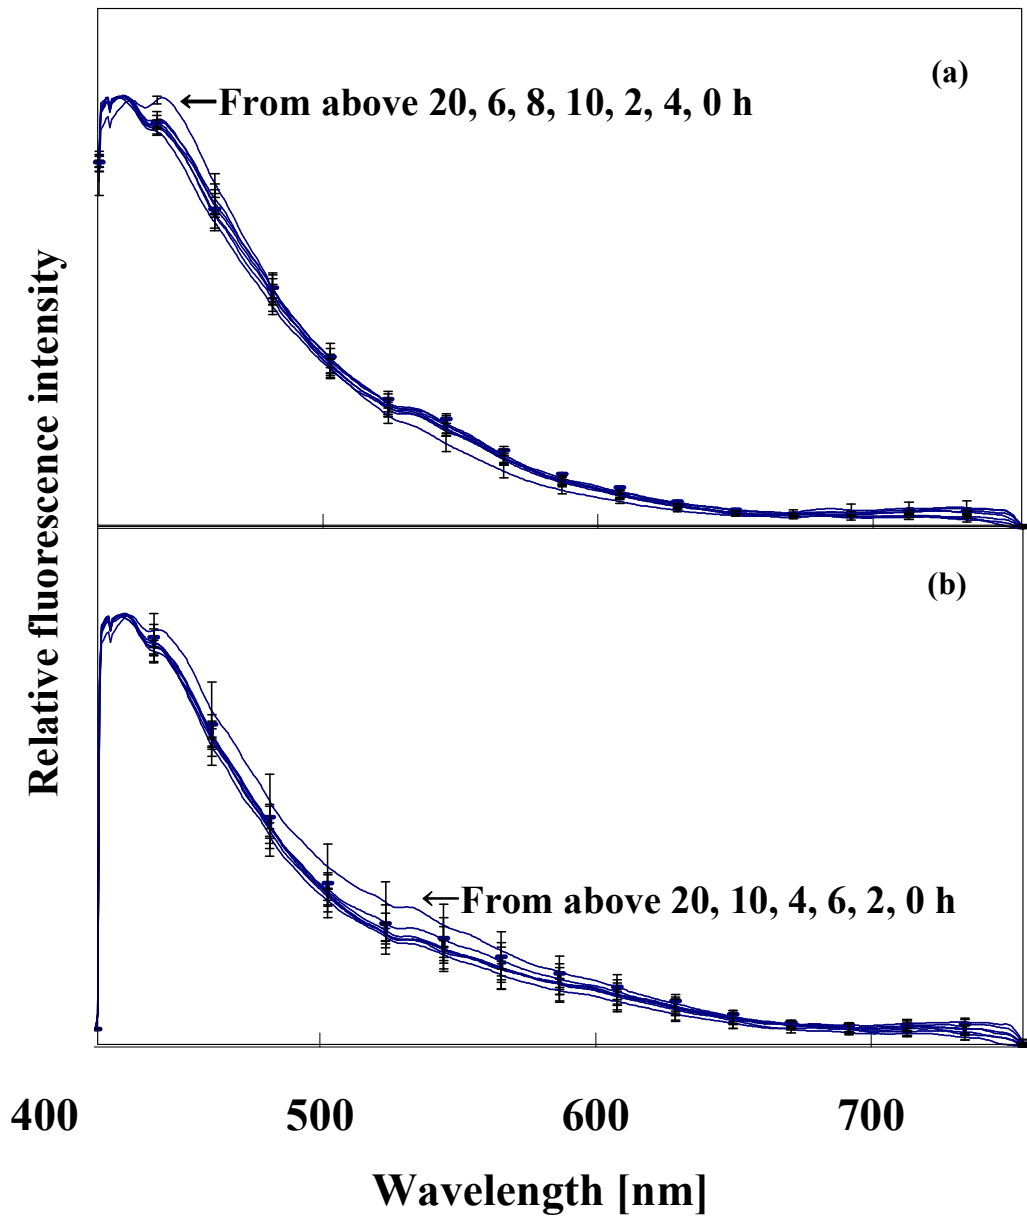 (a)
From above 20, 6, 8, 10, 2, 4, 0 h
Relative fluorescence intensity
(b)
From above 20, 10, 4, 6, 2, 0 h
400 500 600 700
Wavelength [nm]